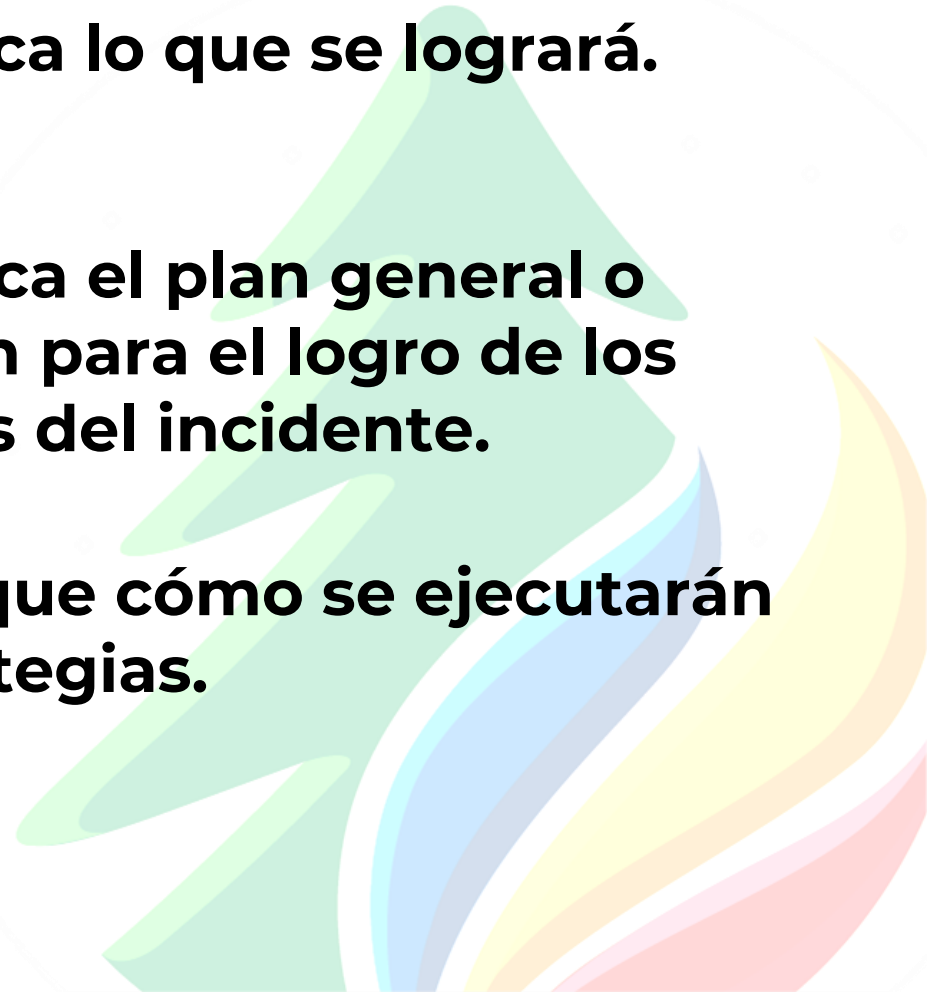 ca lo que se logrará.
ca el plan general o
n para el logro de los
s del incidente.
que cómo se ejecutarán
tegias.